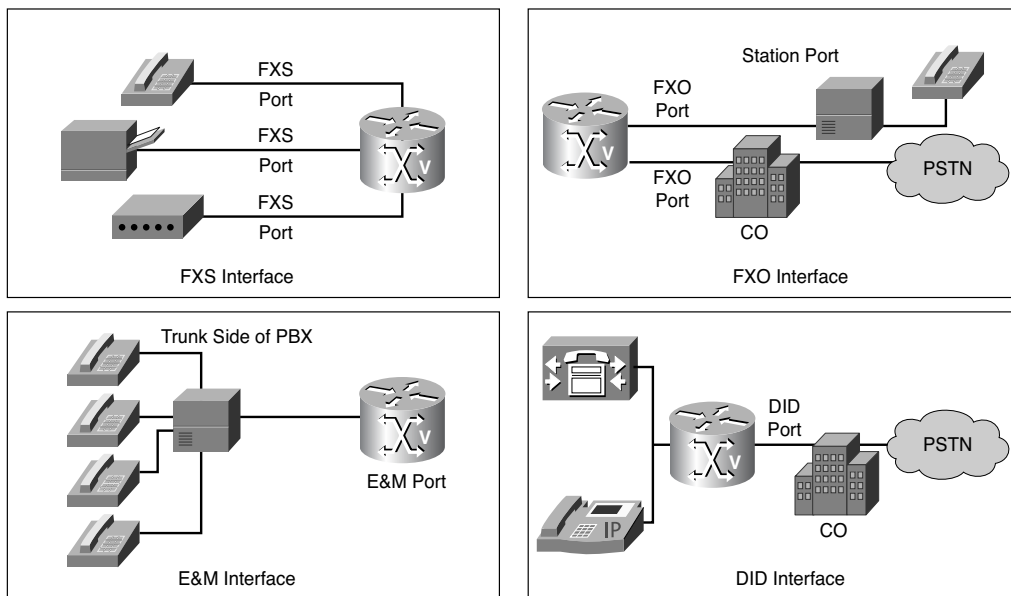 FXS
Port
FXS
Port
V
FXS
Port
FXS Interface
Station Port
FXO
Port
V
FXO
Port
PSTN
CO
FXO Interface
Trunk Side of PBX
V
E&M Port
E&M Interface
DID
Port
PSTN
V
IP
CO
DID Interface